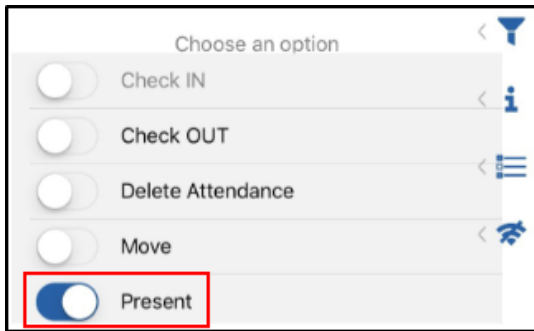 Choose an option
Check IN
Check OUT
Delete Attendance
Move
Present